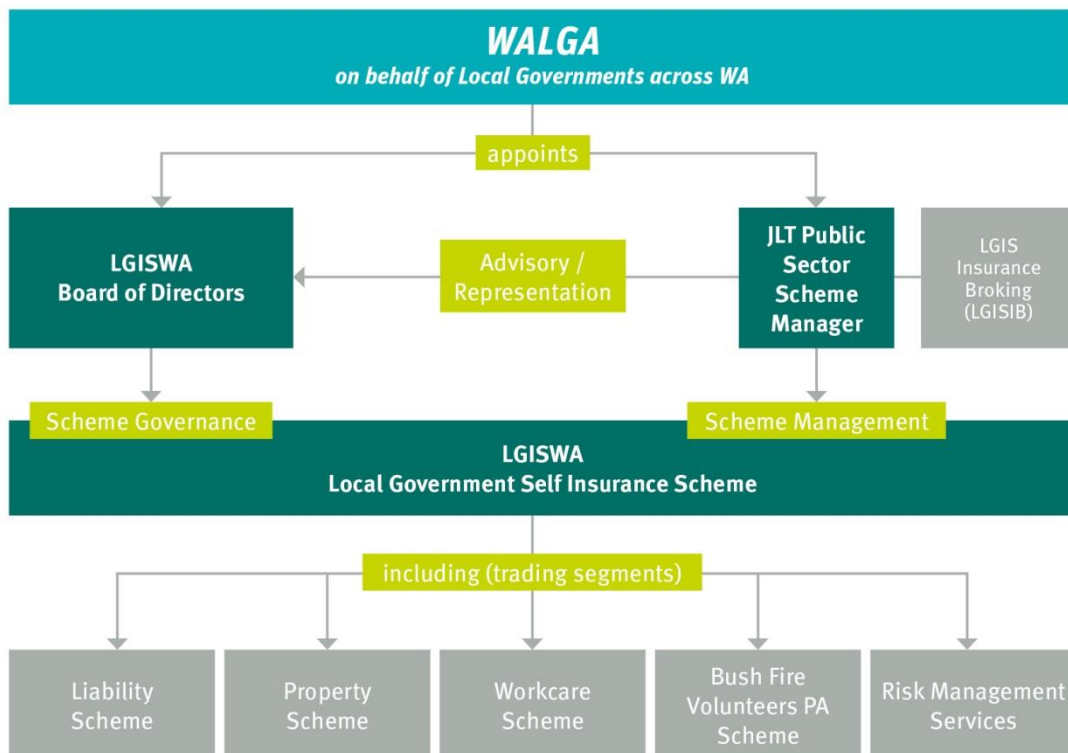 WALGA
on behalf of Local Governments across WA
appoints
LGISWA
Board of Directors
Advisory /
Representation
JLT Public
Sector
Scheme
Manager
LGIS
Insurance
Broking
(LGISIB)
Scheme Governance
Scheme Management
LGISWA
Local Government Self Insurance Scheme
including (trading segments)
Liability
Scheme
Property
Scheme
Workcare
Scheme
Bush Fire
Volunteers PA
Scheme
Risk Management
Services